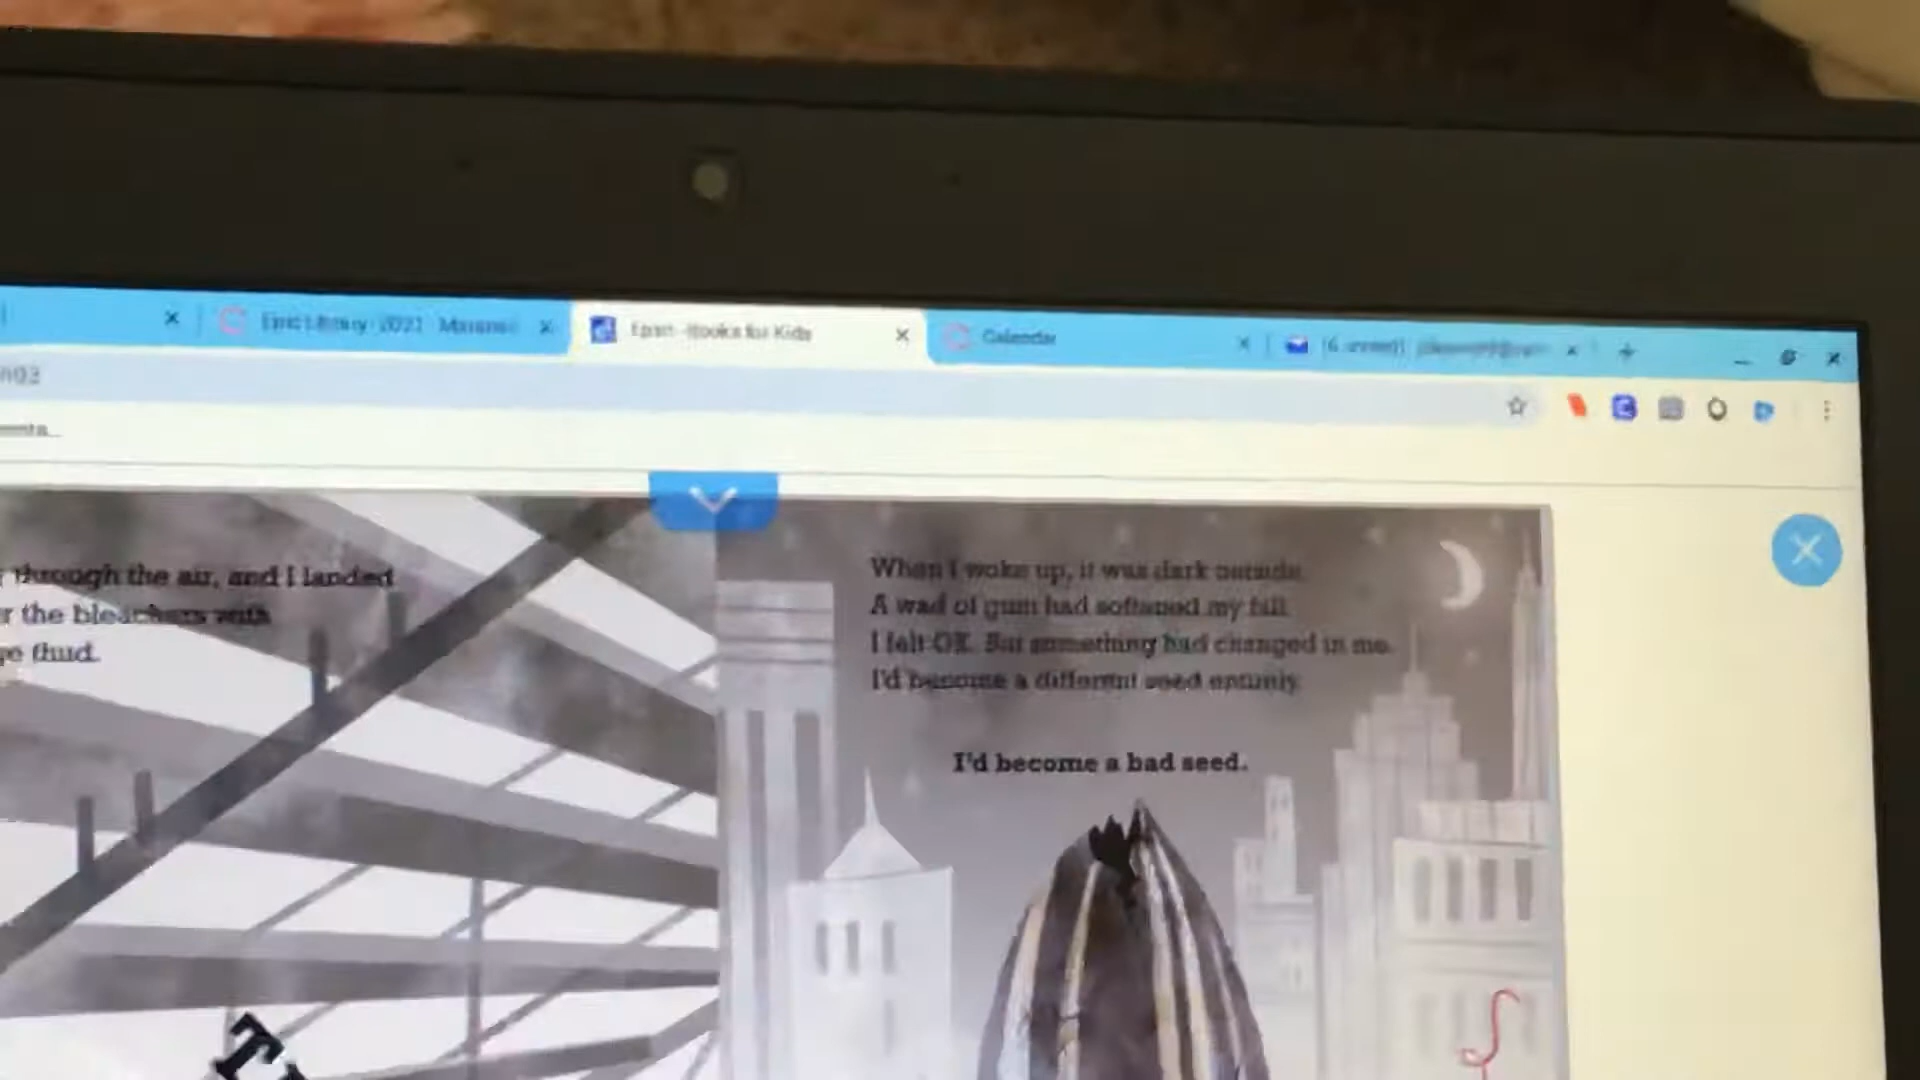 Epic Library 2021
Epic! - Books for Kids
Calendar
through the air, and I landed
the bleachers with
thud.
When I woke up, it was dark outside.
A wad of gum had softened my fall.
I felt OK. But something had changed in me.
I'd become a different seed entirely.
I'd become a bad seed.